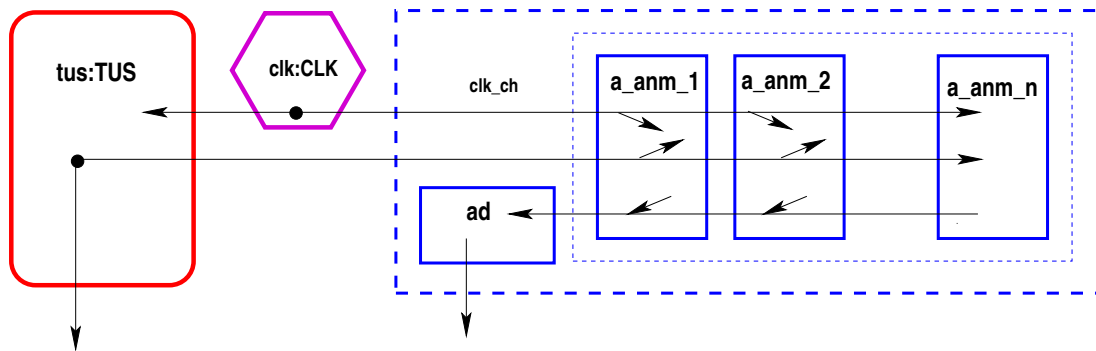 tus:TUS
clk:CLK
clk_ch
a_anm_1
a_anm_2
a_anm_n
ad